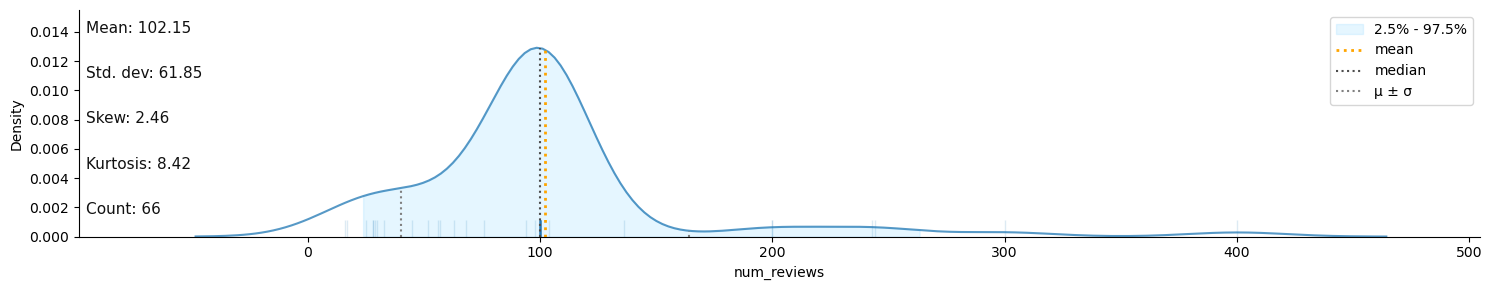 Mean: 102.15
Std. dev: 61.85
Skew: 2.46
Kurtosis: 8.42
Count: 66
2.5% - 97.5%
mean
median
μ ± σ
Density
0.014
0.012
0.010
0.008
0.006
0.004
0.002
0.000
0 100 200 300 400 500
num_reviews